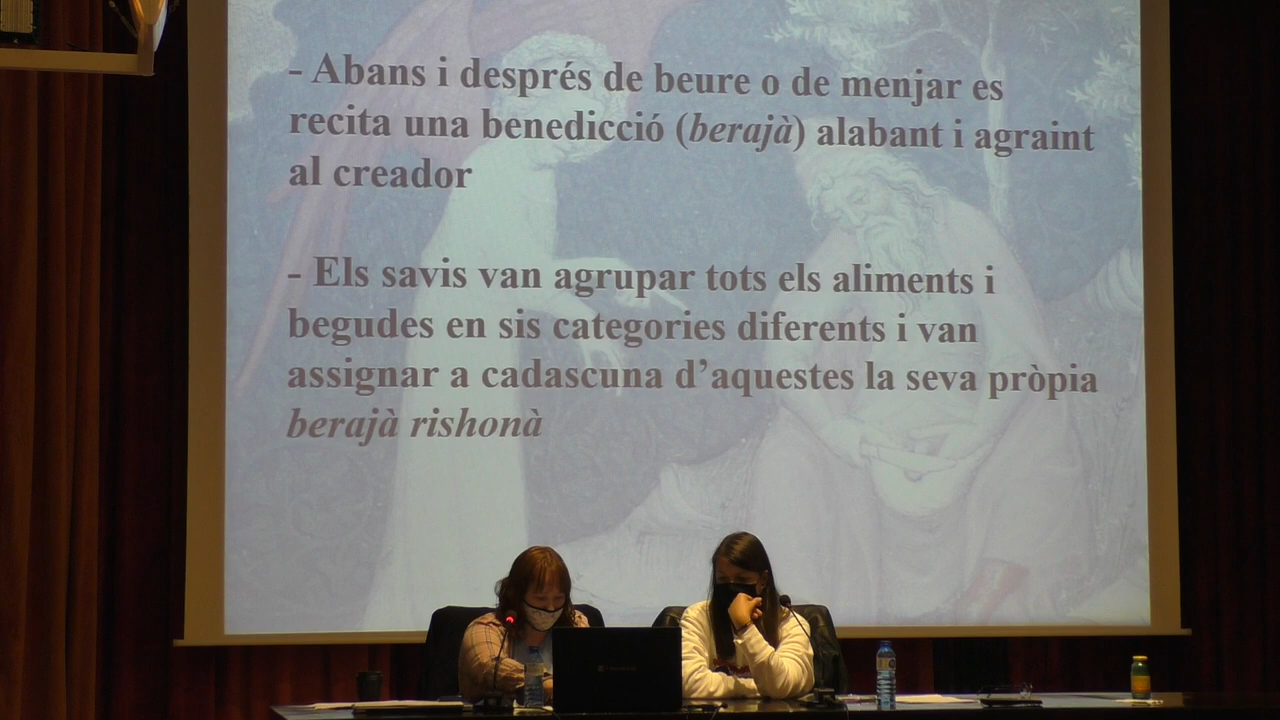 - Abans i després de beure o de menjar es
recita una benedicció (berajà) alabant i agraint
al creador
- Els savis van agrupar tots els aliments i
begudes en sis categories diferents i van
assignar a cadascuna d'aquestes la seva pròpia
berajà rishonà